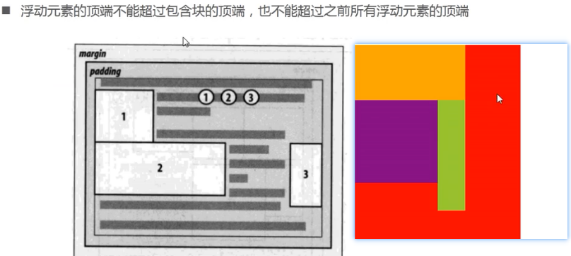 浮动元素的顶端不能超过包含块的顶端，也不能超过之前所有浮动元素的顶端
margin
padding
1 2 3
1
2
3